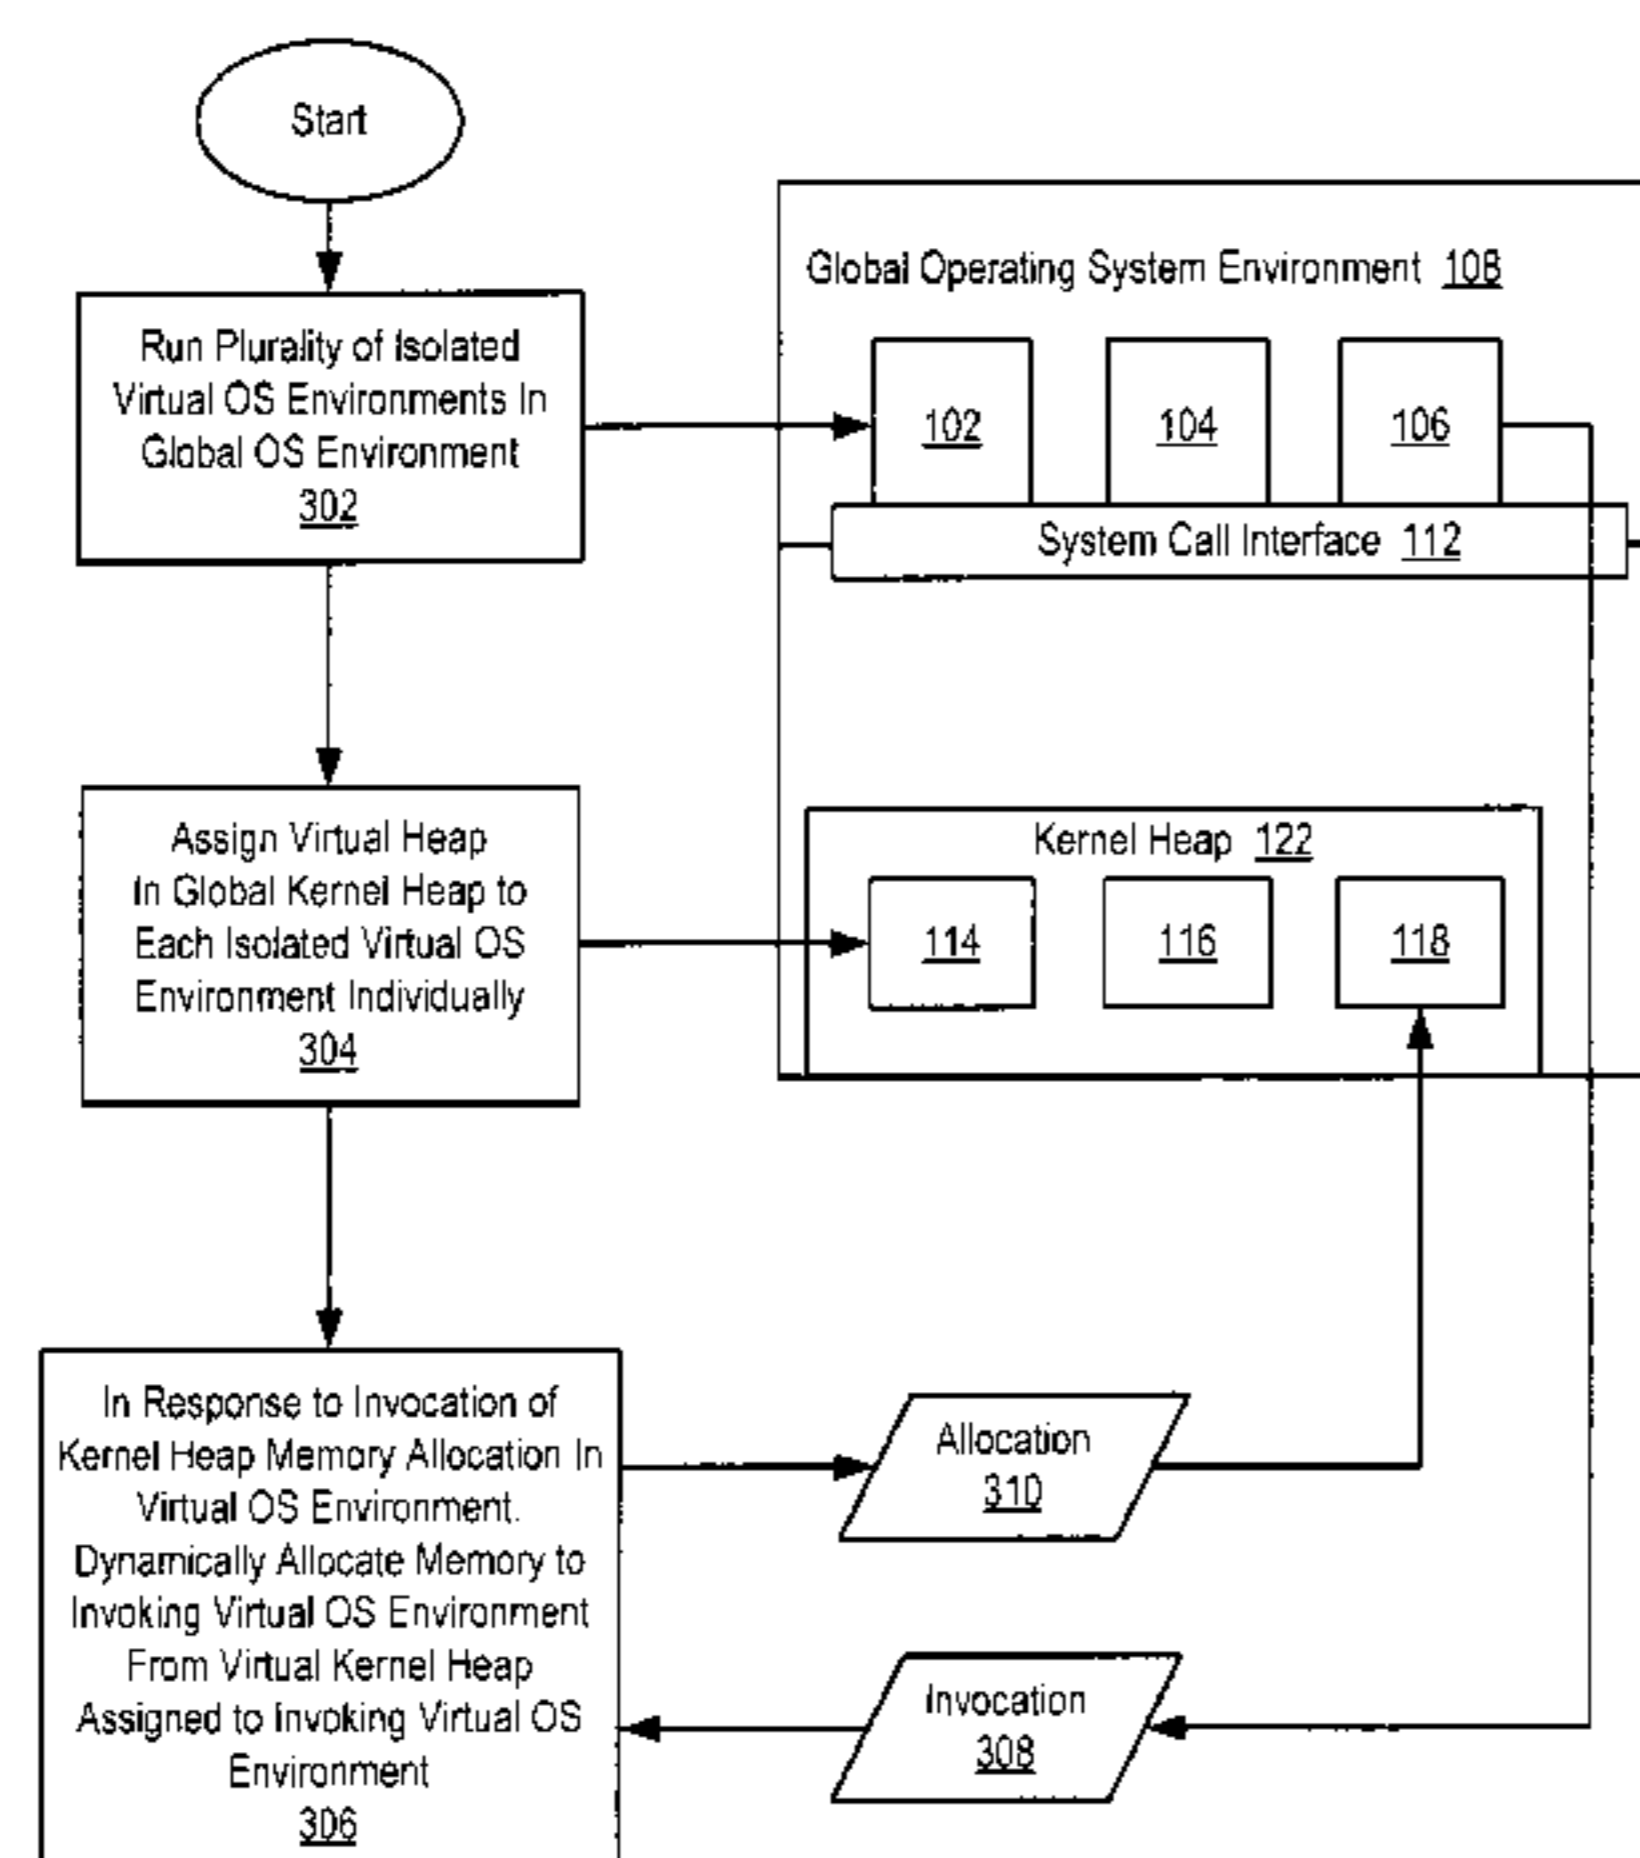 Start
Run Plurality of Isolated
Virtual OS Environments In
Global OS Environment
302
Global Operating System Environment 108
102
104
106
System Call Interface 112
Assign Virtual Heap
In Global Kernel Heap to
Each Isolated Virtual OS
Environment Individually
304
Kernel Heap 122
114
116
118
In Response to Invocation of
Kernel Heap Memory Allocation In
Virtual OS Environment.
Dynamically Allocate Memory to
Invoking Virtual OS Environment
From Virtual Kernel Heap
Assigned to Invoking Virtual OS
Environment
306
Allocation
310
Invocation
308